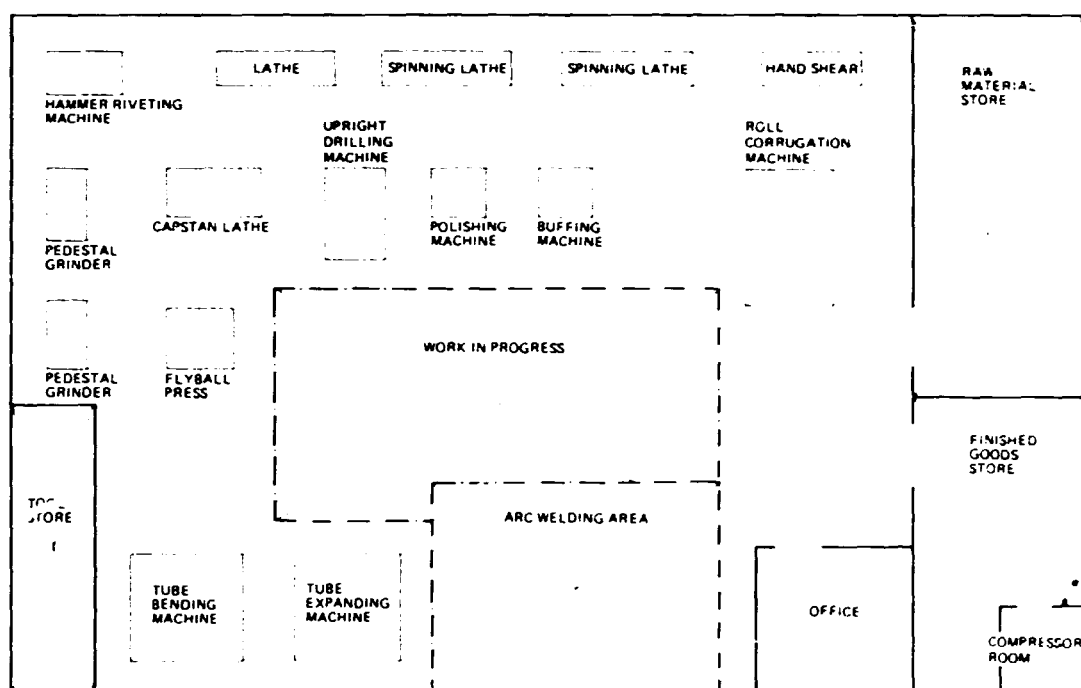 LATHE
SPINNING LATHE
SPINNING LATHE
HAND SHEAR
RAW
MATERIAL
STORE
HAMMER RIVETING
MACHINE
UPRIGHT
DRILLING
MACHINE
ROLL
CORRUGATION
MACHINE
PEDESTAL
GRINDER
CAPSTAN LATHE
POLISHING
MACHINE
BUFFING
MACHINE
WORK IN PROGRESS
PEDESTAL
GRINDER
FLYBALL
PRESS
FINISHED
GOODS
STORE
STORE
ARC WELDING AREA
TUBE
BENDING
MACHINE
TUBE
EXPANDING
MACHINE
OFFICE
COMPRESSOR
ROOM